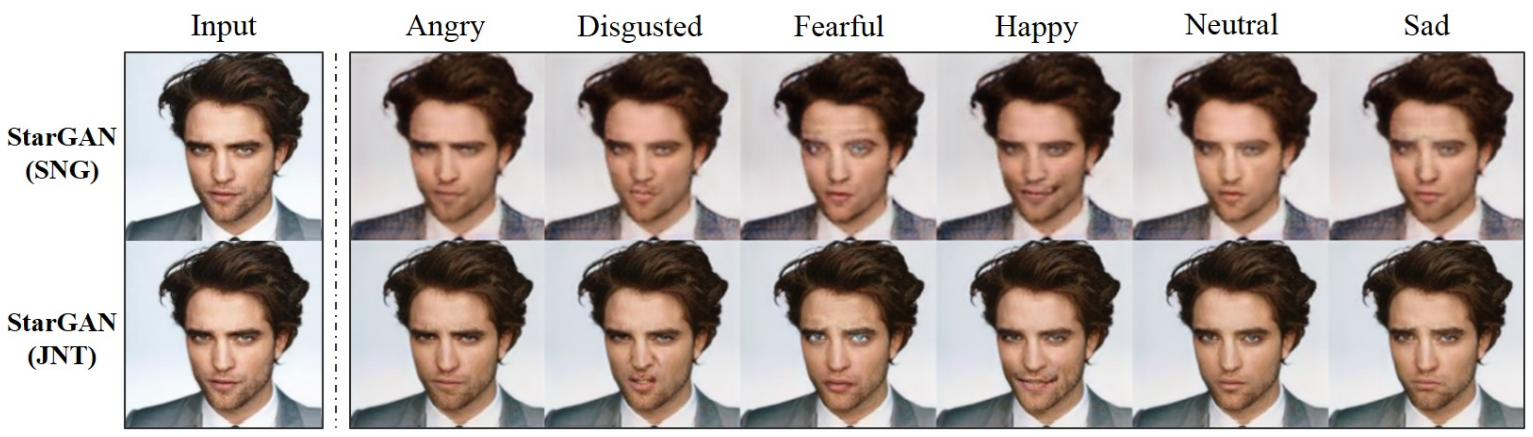 Input Angry Disgusted Fearful Happy Neutral Sad
StarGAN
(SNG)
StarGAN
(JNT)